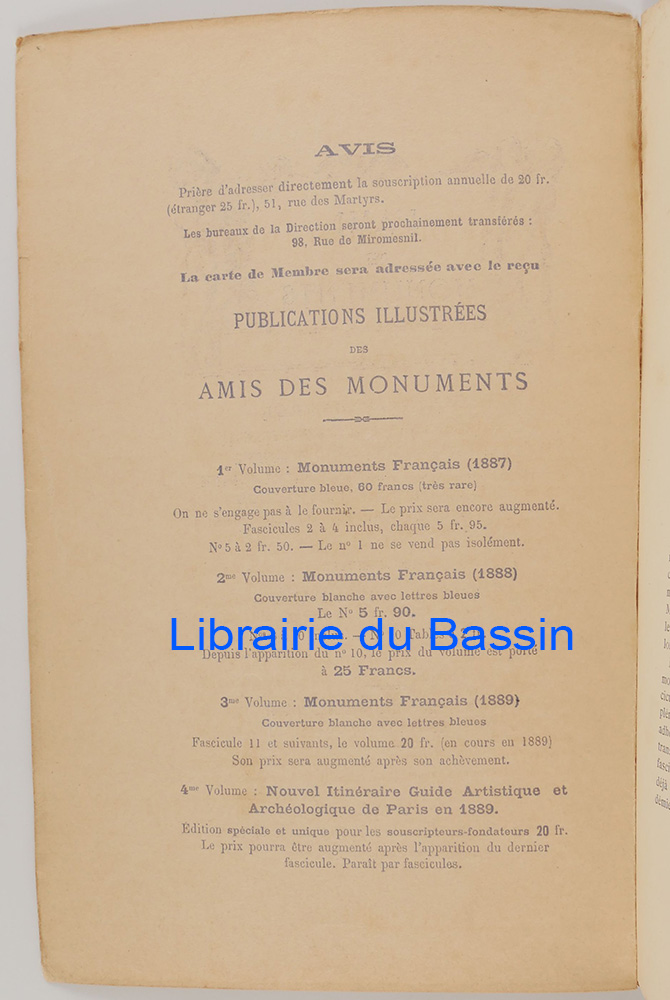 AVIS
Prière d'adresser directement la souscription annuelle de 20 fr.
(étranger 25 fr.), 51, rue des Martyrs.
Les bureaux de la Direction seront prochainement transférés :
98, Rue de Miromesnil.
La carte de Membre sera adressée avec le reçu
PUBLICATIONS ILLUSTRÉES
DES
AMIS DES MONUMENTS
1er Volume : Monuments Français (1887)
Couverture bleue, 60 francs (très rare)
On ne s'engage pas à le fournir. — Le prix sera encore augmenté.
Fascicules 2 à 4 inclus, chaque 5 fr. 95.
No 5 à 2 fr. 50. — Le no 1 ne se vend pas isolément.
2me Volume : Monuments Français (1888)
Couverture blanche avec lettres bleues
Le No 5 fr. 90.
Librairie du Bassin
Depuis l'apparition du no 10, le prix du volume est porté
à 25 Francs.
3me Volume : Monuments Français (1889)
Couverture blanche avec lettres bleues
Fascicule 11 et suivants, le volume 20 fr. (en cours en 1889)
Son prix sera augmenté après son achèvement.
4me Volume : Nouvel Itinéraire Guide Artistique et
Archéologique de Paris en 1889.
Edition spéciale et unique pour les souscripteurs-fondateurs 20 fr.
Le prix pourra être augmenté après l'apparition du dernier
fascicule. Paraît par fascicules.